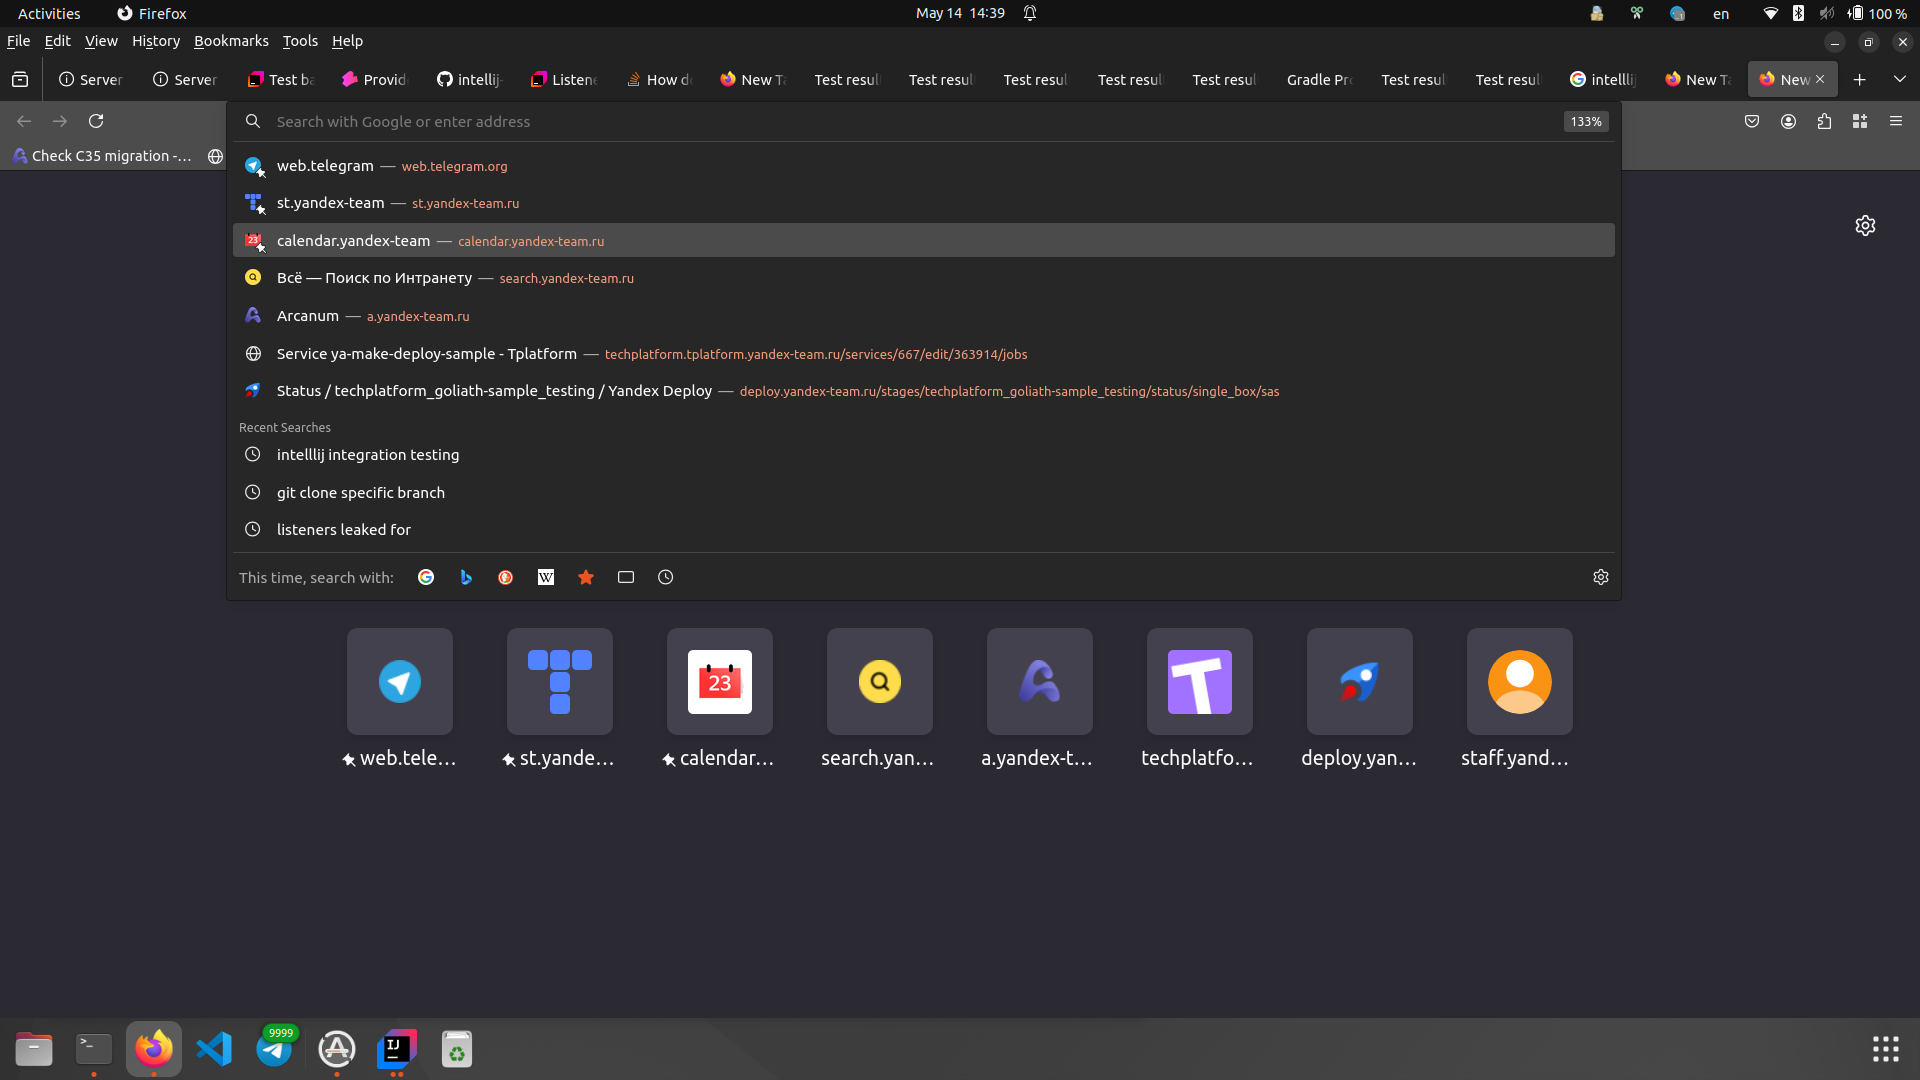 Activities Firefox May 14 14:39 en 100 %
File Edit View History Bookmarks Tools Help
Server Server Test ba Provid intellij- Listene How do New Ta Test resul Test resul Test resul Test resul Test resul Gradle Pro Test resul Test resul intelllij New Ta New
Search with Google or enter address 133%
Check C35 migration -...
web.telegram — web.telegram.org
st.yandex-team — st.yandex-team.ru
23 calendar.yandex-team — calendar.yandex-team.ru
Всё — Поиск по Интранету — search.yandex-team.ru
Arcanum — a.yandex-team.ru
Service ya-make-deploy-sample - Tplatform — techplatform.tplatform.yandex-team.ru/services/667/edit/363914/jobs
Status / techplatform_goliath-sample_testing / Yandex Deploy — deploy.yandex-team.ru/stages/techplatform_goliath-sample_testing/status/single_box/sas
Recent Searches
intelllij integration testing
git clone specific branch
listeners leaked for
This time, search with: G W
23
web.tele... st.yande... calendar... search.yan... a.yandex-t... techplatfo... deploy.yan... staff.yand...
9999
>_ IJ